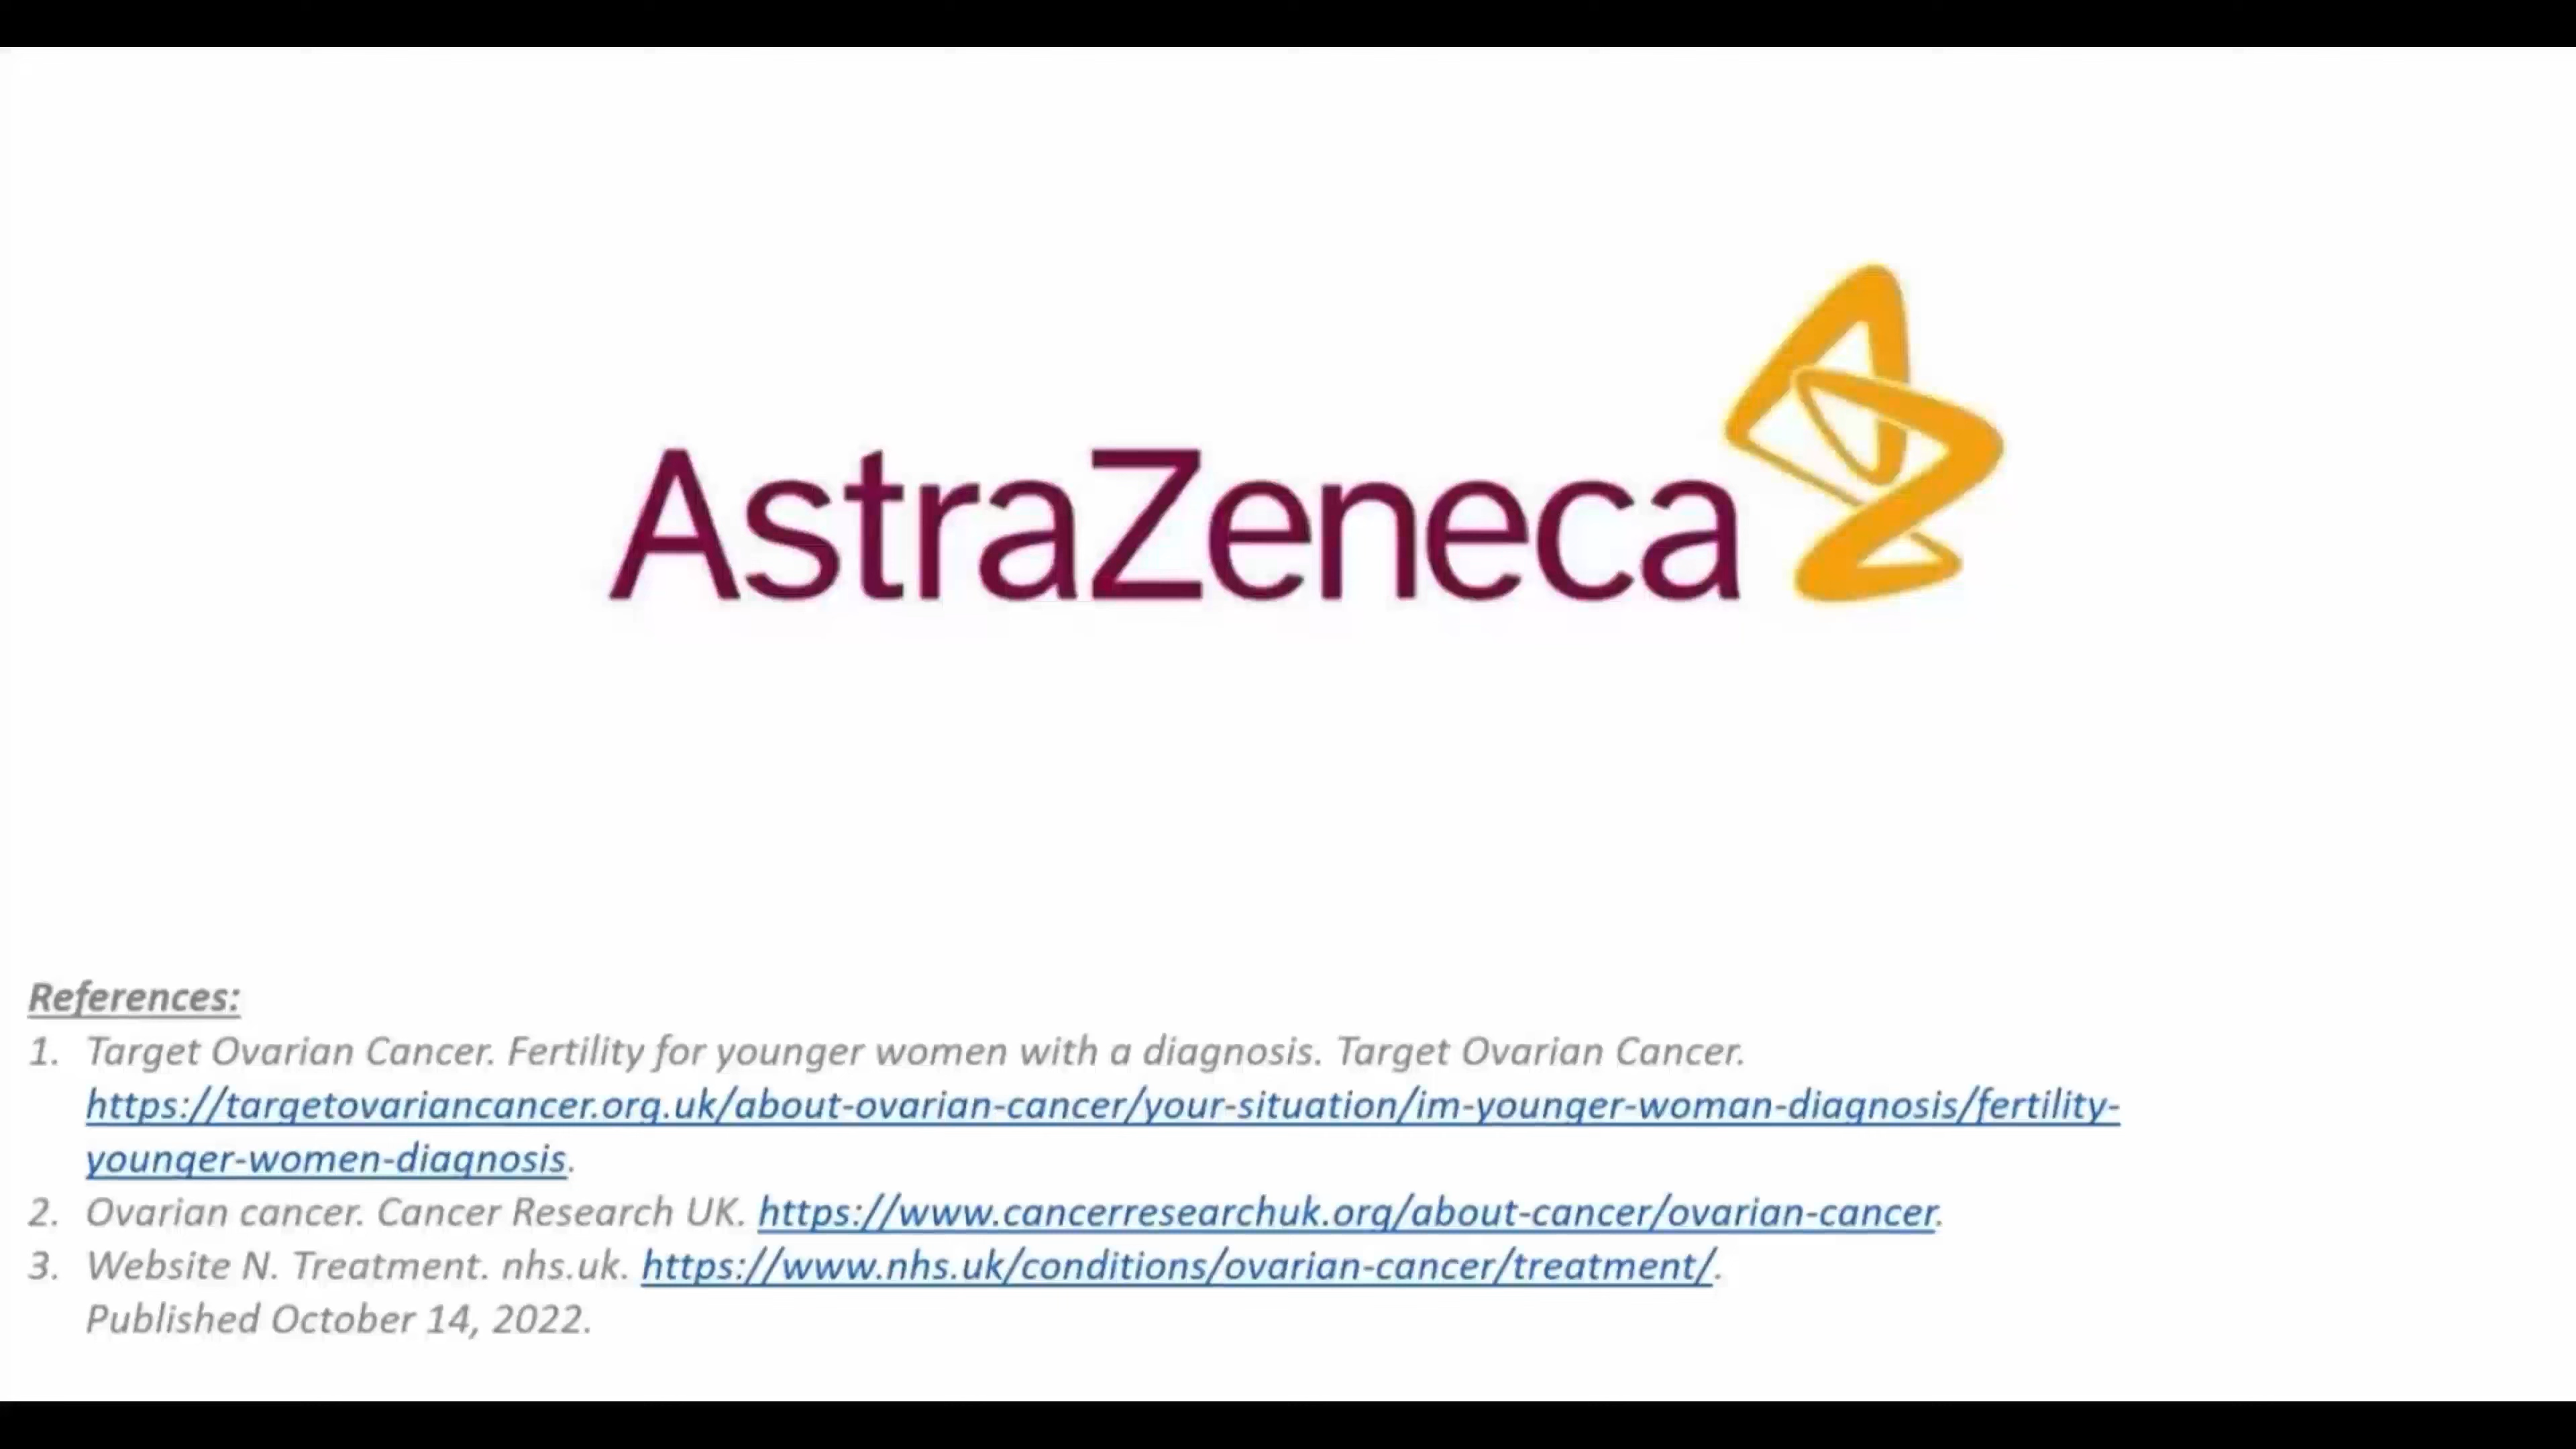 AstraZeneca
References:
1. Target Ovarian Cancer. Fertility for younger women with a diagnosis. Target Ovarian Cancer.
https://targetovariancancer.org.uk/about-ovarian-cancer/your-situation/im-younger-woman-diagnosis/fertility-
younger-women-diagnosis.
2. Ovarian cancer. Cancer Research UK. https://www.cancerresearchuk.org/about-cancer/ovarian-cancer.
3. Website N. Treatment. nhs.uk. https://www.nhs.uk/conditions/ovarian-cancer/treatment/.
Published October 14, 2022.